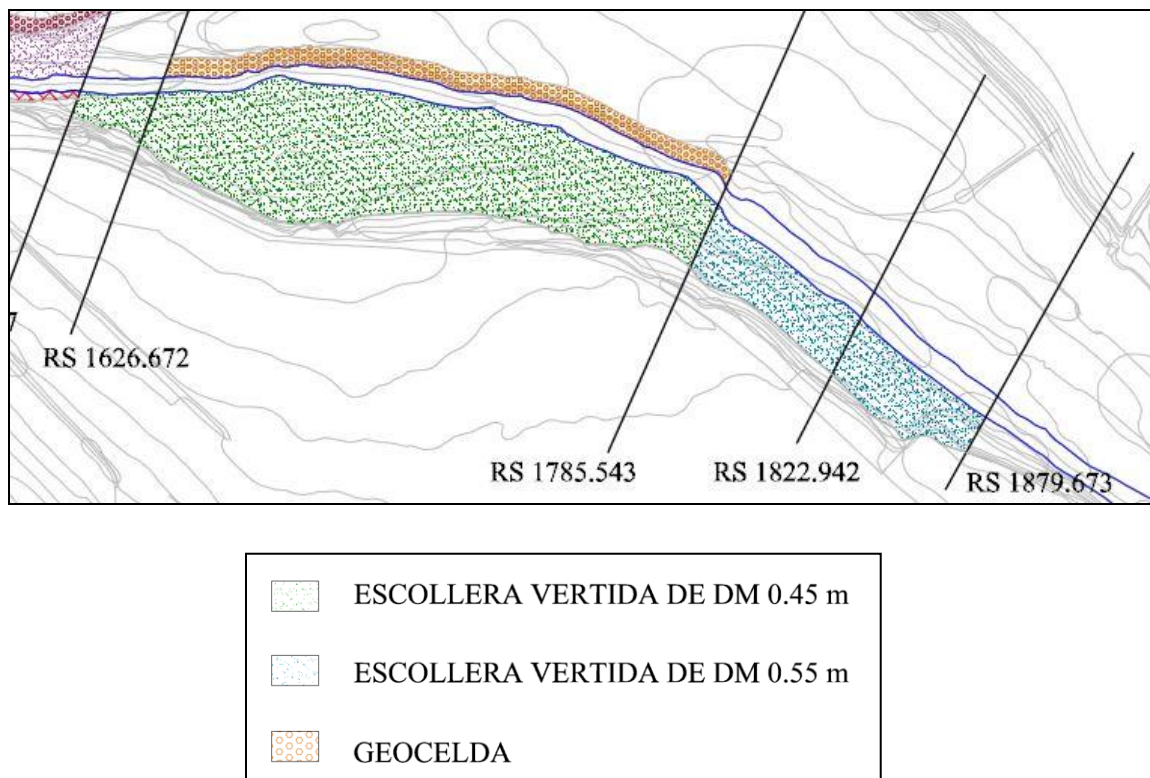 7
RS 1626.672
RS 1785.543
RS 1822.942
RS 1879.673
ESCOLLERA VERTIDA DE DM 0.45 m
ESCOLLERA VERTIDA DE DM 0.55 m
GEOCELDA